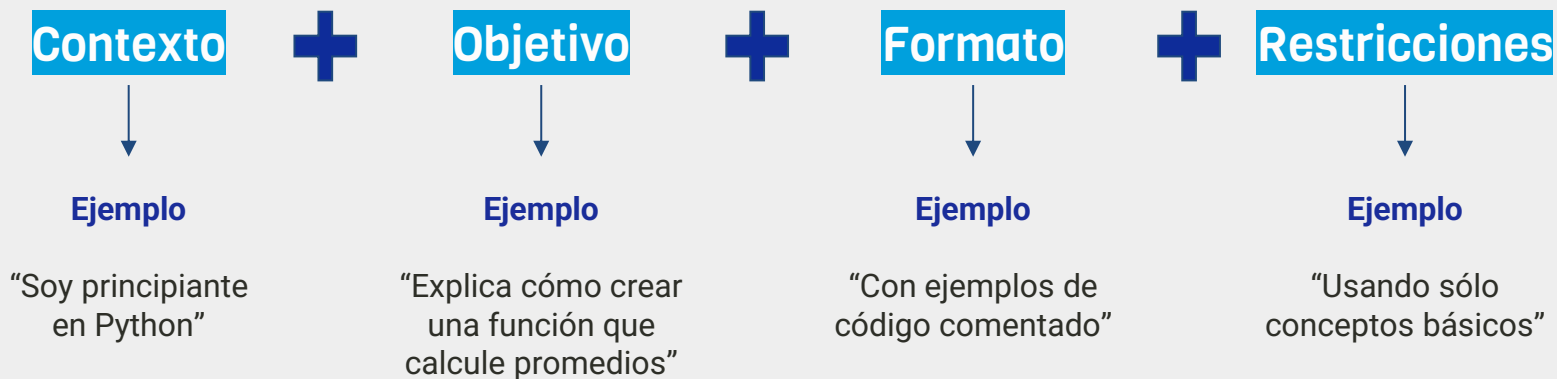 Contexto
Objetivo
Formato
Restricciones
Ejemplo
Ejemplo
Ejemplo
Ejemplo
“Soy principiante
en Python”
“Explica cómo crear
una función que
calcule promedios”
“Con ejemplos de
código comentado”
“Usando sólo
conceptos básicos”